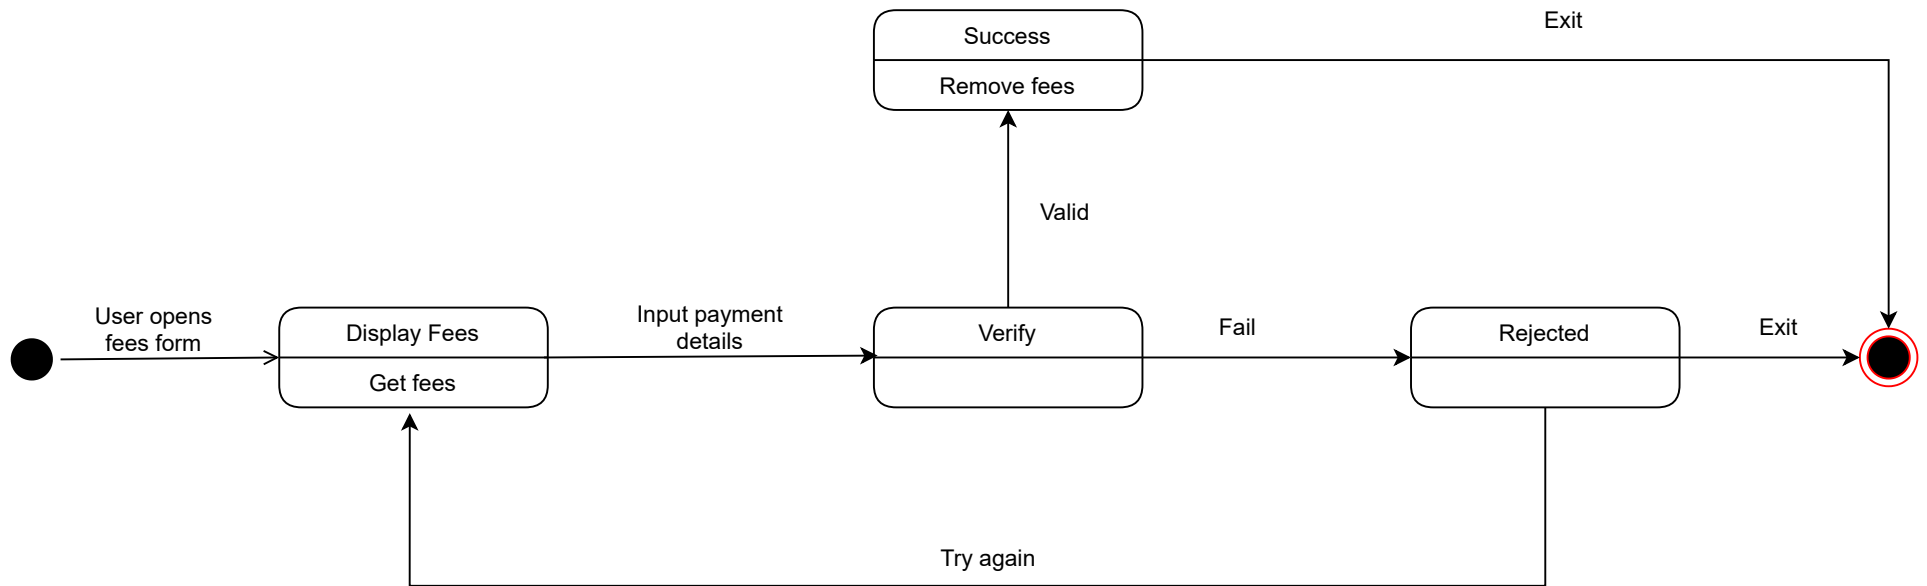 Success
Exit
Remove fees
Valid
User opens
fees form
Display Fees
Get fees
Input payment
details
Verify
Fail
Rejected
Exit
Try again